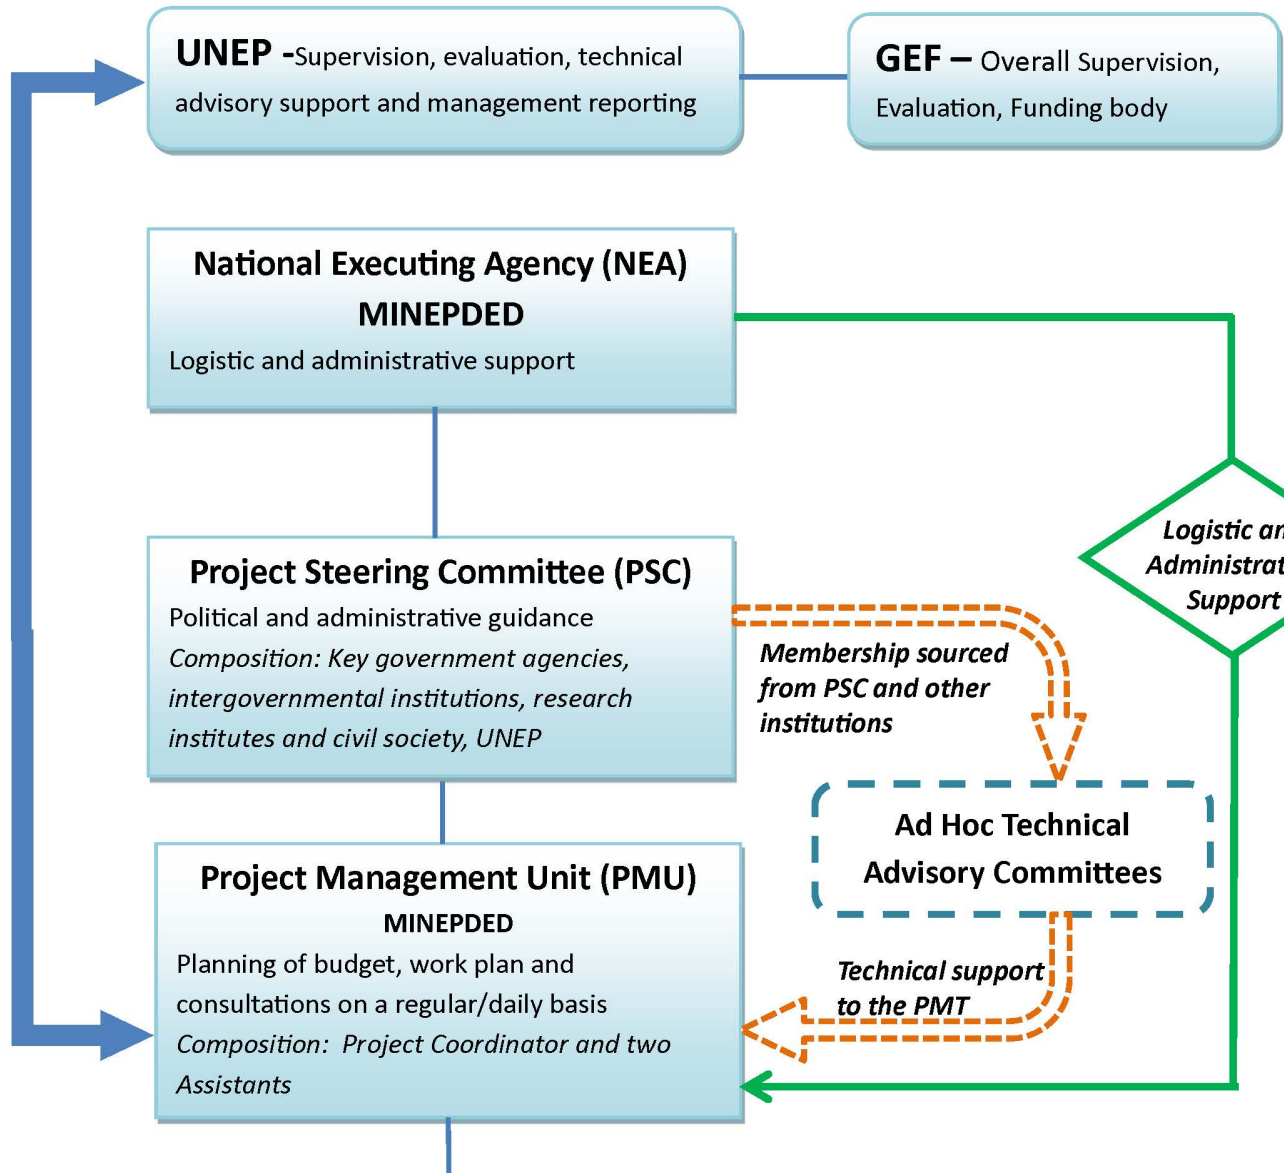 UNEP -Supervision, evaluation, technical
advisory support and management reporting
GEF – Overall Supervision,
Evaluation, Funding body
National Executing Agency (NEA)
MINEPDED
Logistic and administrative support
Project Steering Committee (PSC)
Political and administrative guidance
Composition: Key government agencies,
intergovernmental institutions, research
institutes and civil society, UNEP
Membership sourced
from PSC and other
institutions
Logistic an
Administrat
Support
Ad Hoc Technical
Advisory Committees
Project Management Unit (PMU)
MINEPDED
Planning of budget, work plan and
consultations on a regular/daily basis
Composition: Project Coordinator and two
Assistants
Technical support
to the PMT